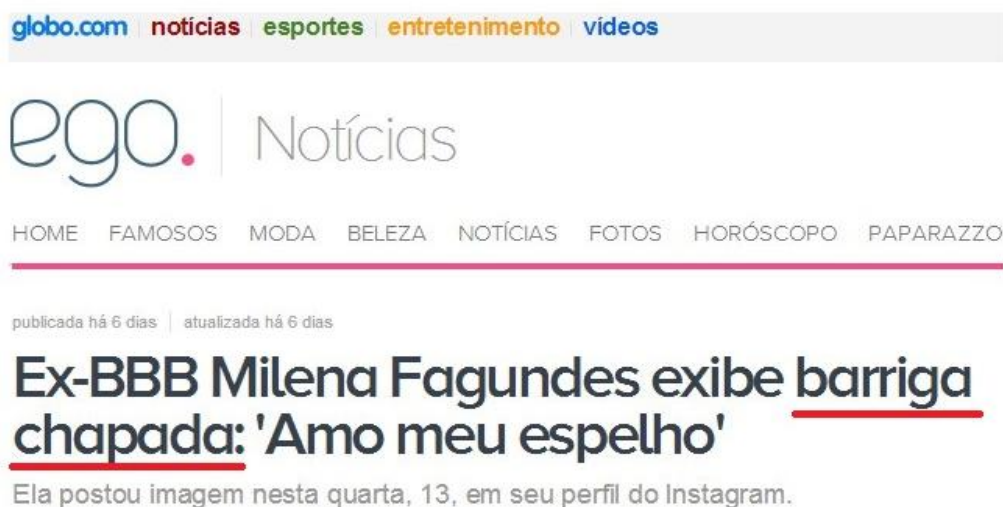 globo.com notícias esportes entretenimento vídeos
ego. Notícias
HOME FAMOSOS MODA BELEZA NOTÍCIAS FOTOS HORÓSCOPO PAPARAZZO
publicada há 6 dias atualizada há 6 dias
Ex-BBB Milena Fagundes exibe barriga
chapada: 'Amo meu espelho'
Ela postou imagem nesta quarta, 13, em seu perfil do Instagram.